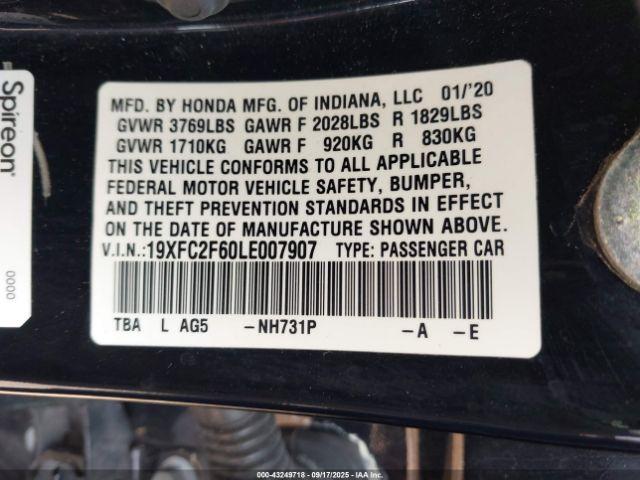 Spireon®
0000
MFD. BY HONDA MFG. OF INDIANA, LLC 01/'20
GVWR 3769LBS GAWR F 2028LBS R 1829LBS
GVWR 1710KG GAWR F 920KG R 830KG
THIS VEHICLE CONFORMS TO ALL APPLICABLE
FEDERAL MOTOR VEHICLE SAFETY, BUMPER,
AND THEFT PREVENTION STANDARDS IN EFFECT
ON THE DATE OF MANUFACTURE SHOWN ABOVE.
V.I.N.:19XFC2F60LE007907 TYPE: PASSENGER CAR
TBA L AG5 -NH731P -A -E
000-43249718 - 09/17/2025 - IAA Inc.